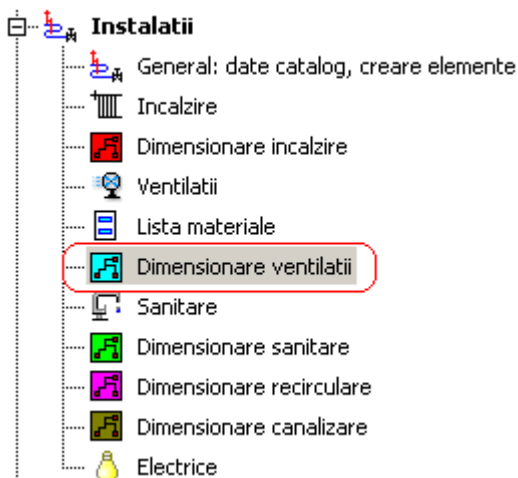 Instalatii
General: date catalog, creare elemente
Incalzire
Dimensionare incalzire
Ventilatii
Lista materiale
Dimensionare ventilatii
Sanitare
Dimensionare sanitare
Dimensionare recirculare
Dimensionare canalizare
Electrice